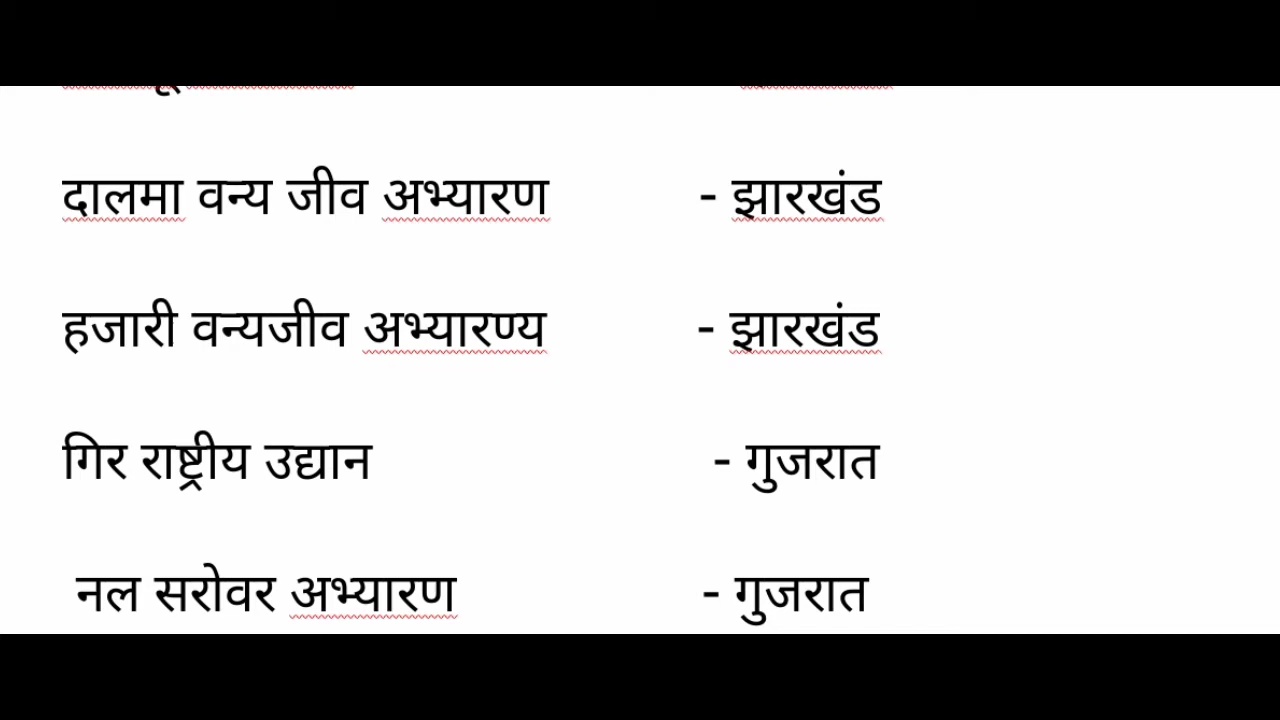 दालमा वन्य जीव अभ्यारण - झारखंड
हजारी वन्यजीव अभ्यारण्य - झारखंड
गिर राष्ट्रीय उद्यान - गुजरात
नल सरोवर अभ्यारण - गुजरात